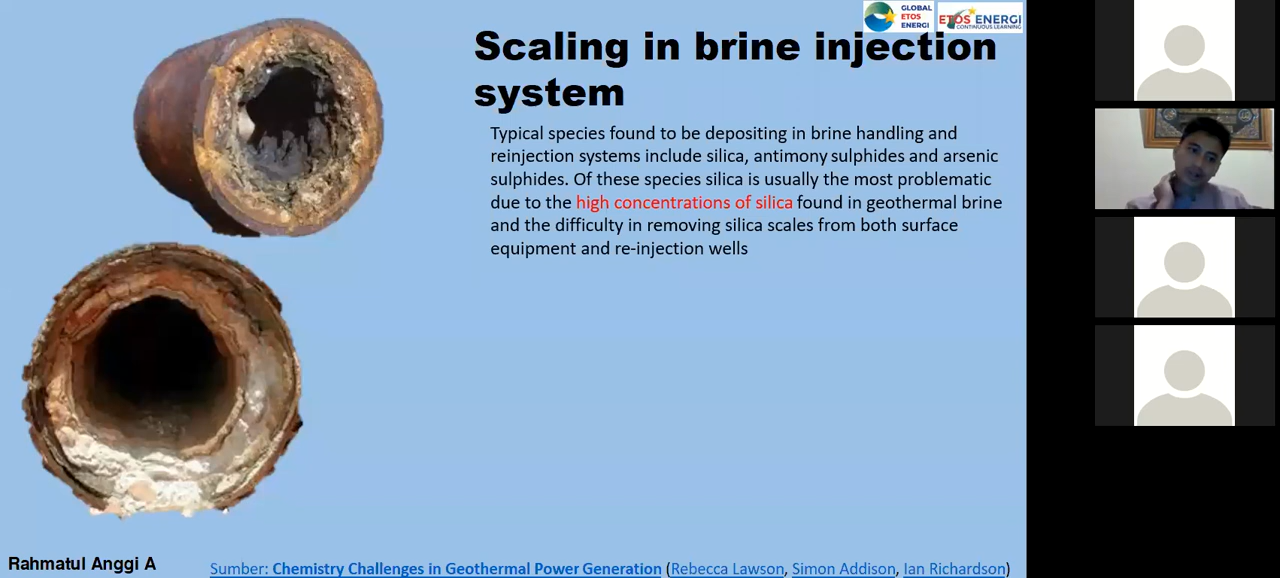 GLOBAL
ETOS
ENERGI
ETOS ENERGI
CONTINUOUS LEARNING
Scaling in brine injection
system
Typical species found to be depositing in brine handling and
reinjection systems include silica, antimony sulphides and arsenic
sulphides. Of these species silica is usually the most problematic
due to the high concentrations of silica found in geothermal brine
and the difficulty in removing silica scales from both surface
equipment and re-injection wells
Rahmatul Anggi A
Sumber: Chemistry Challenges in Geothermal Power Generation (Rebecca Lawson, Simon Addison, Ian Richardson)